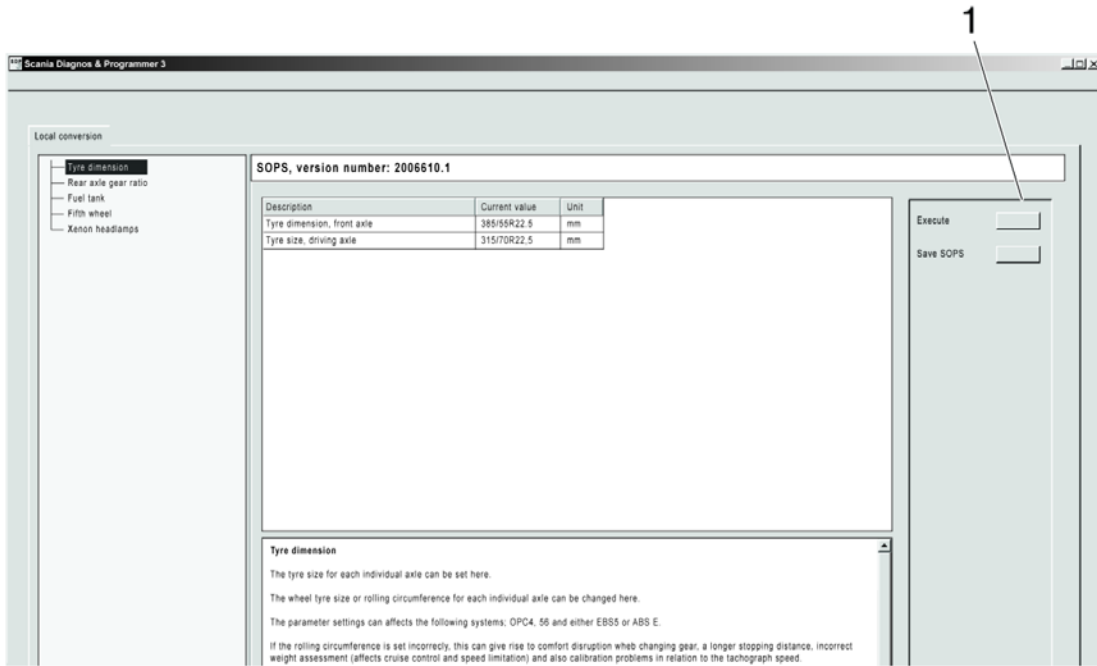 1
Scania Diagnos & Programmer 3
Local conversion
Tyre dimension
Rear axle gear ratio
Fuel tank
Fifth wheel
Xenon headlamps
SOPS, version number: 2006610.1
Description Current value Unit
Tyre dimension, front axle 385/55R22.5 mm
Tyre size, driving axle 315/70R22,5 mm
Execute
Save SOPS
Tyre dimension
The tyre size for each individual axle can be set here.
The wheel tyre size or rolling circumference for each individual axle can be changed here.
The parameter settings can affects the following systems; OPC4, S6 and either EBS5 or ABS E.
If the rolling circumference is set incorrecly, this can give rise to comfort disruption wheb changing gear, a longer stopping distance, incorrect
weight assessment (affects cruise control and speed limitation) and also calibration problems in relation to the tachograph speed.